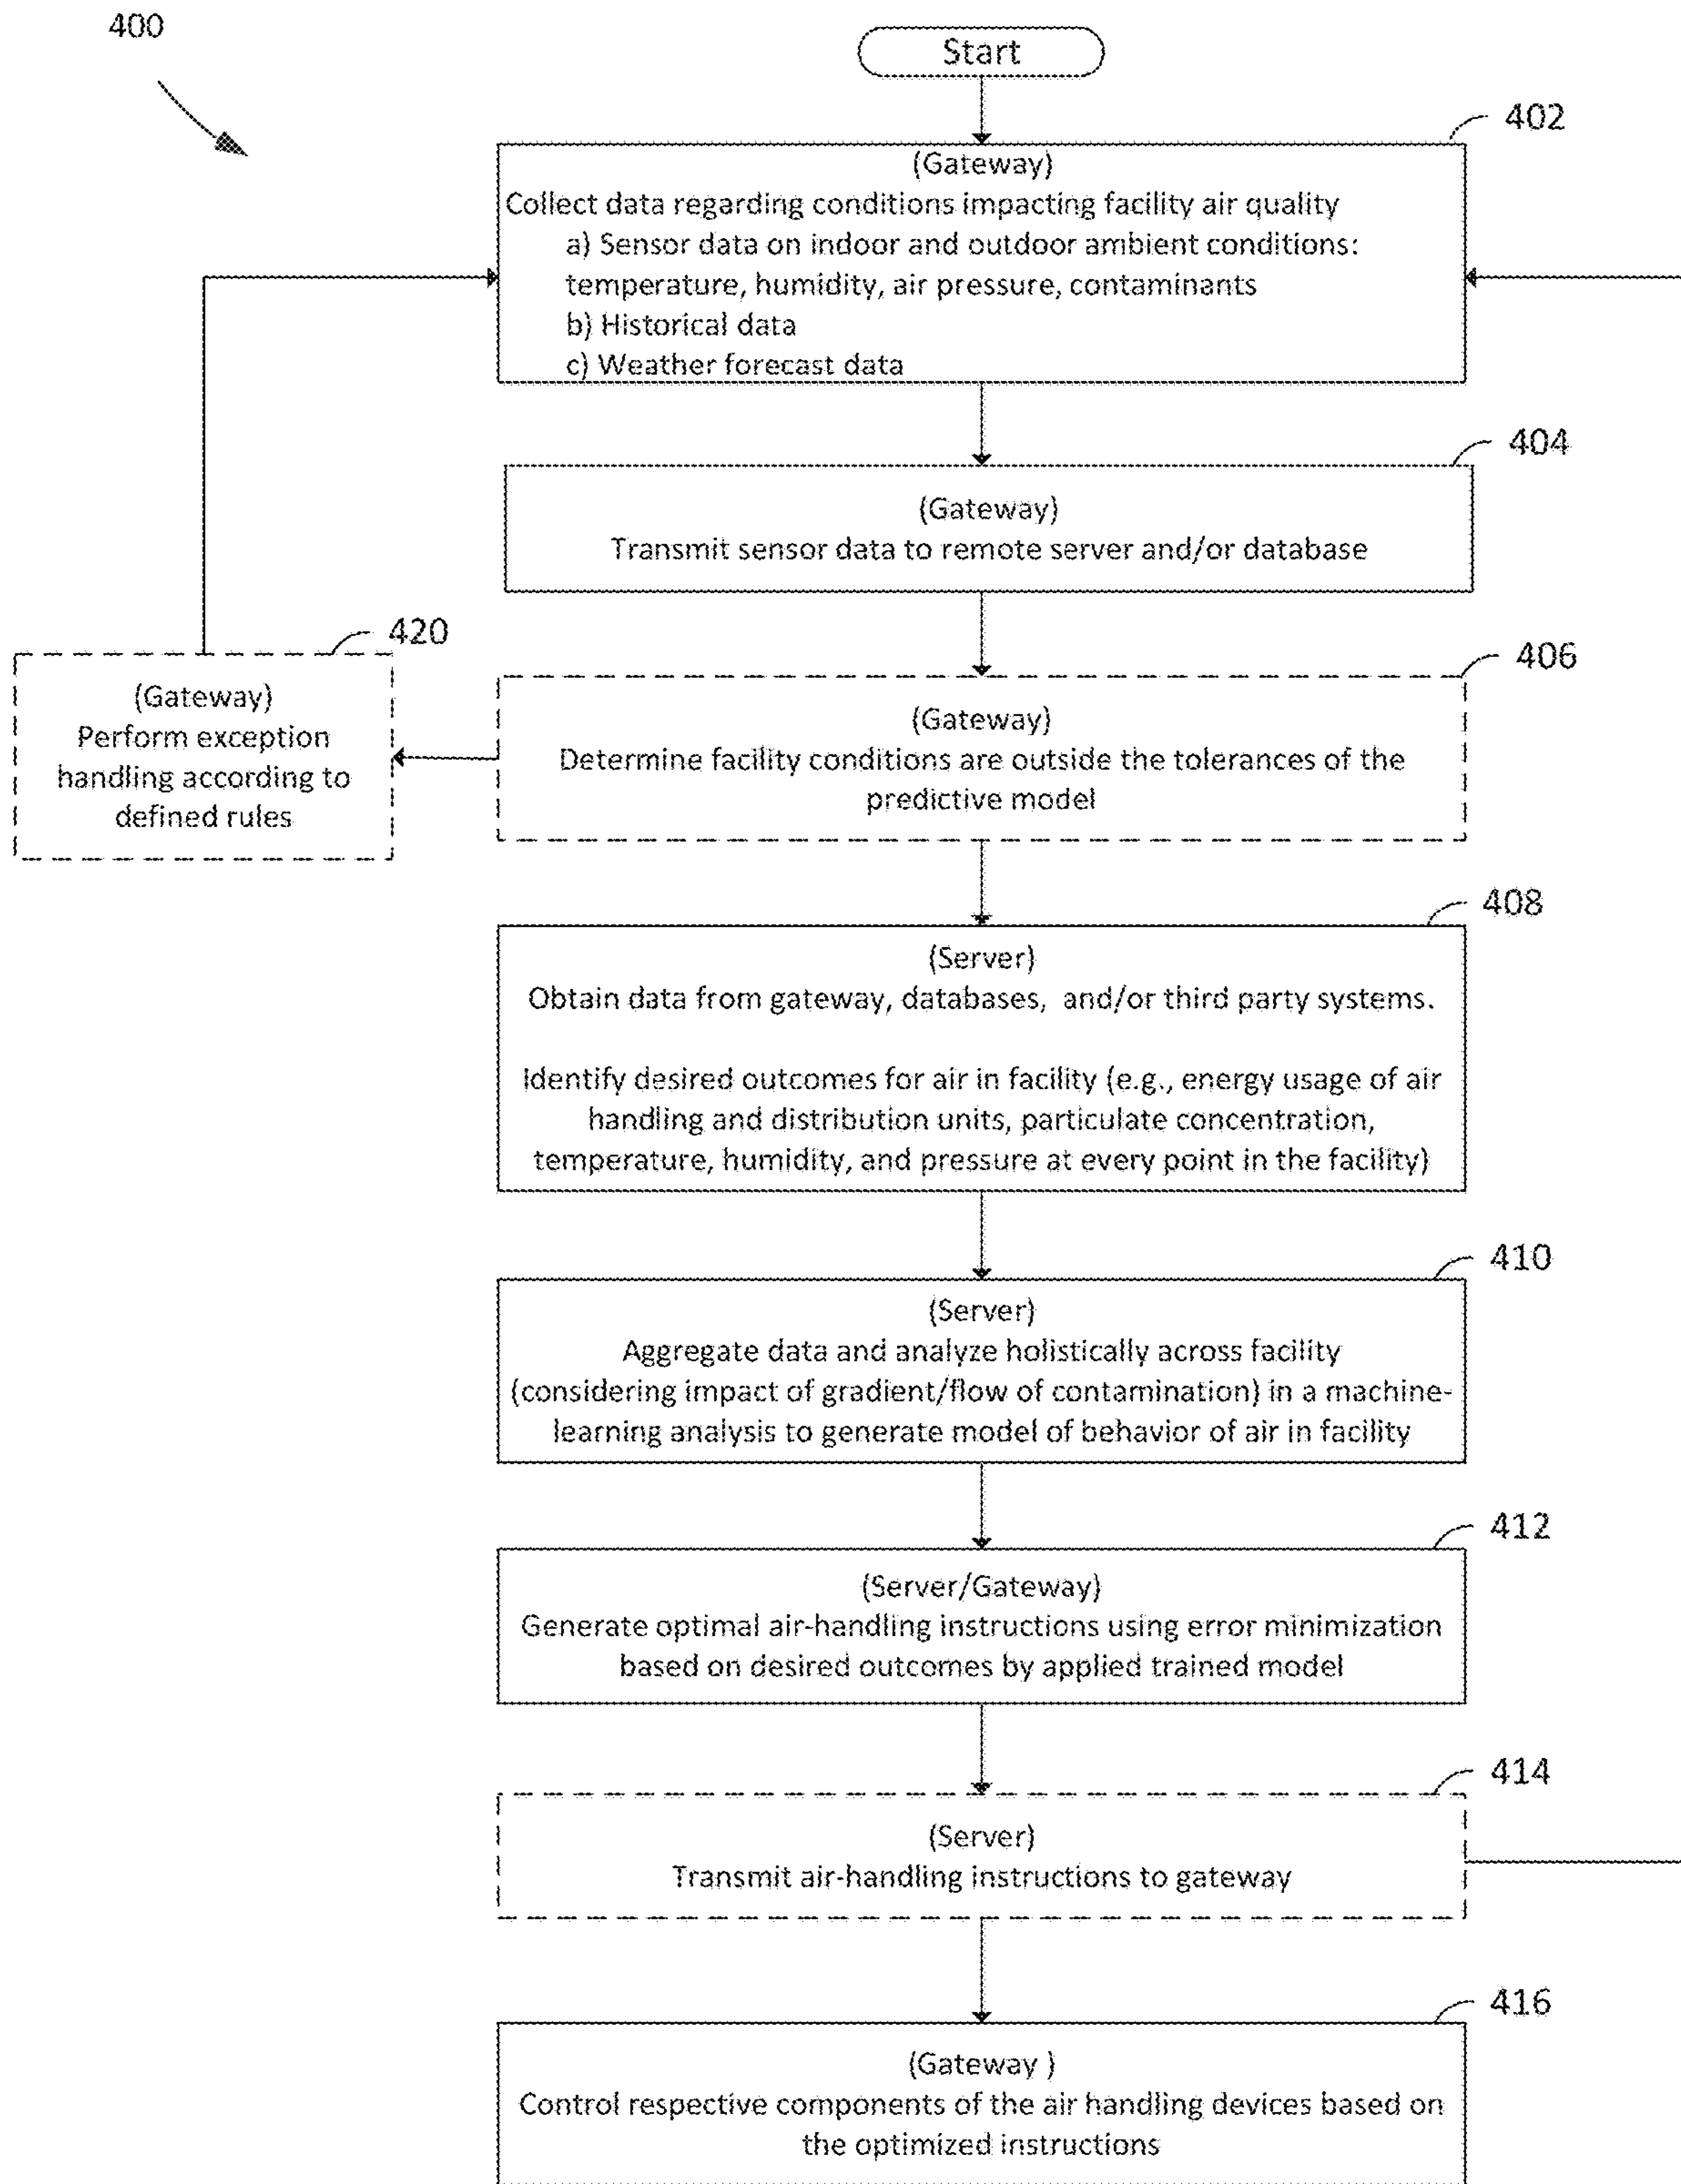 400
Start
402
(Gateway)
Collect data regarding conditions impacting facility air quality
a) Sensor data on indoor and outdoor ambient conditions:
temperature, humidity, air pressure, contaminants
b) Historical data
c) Weather forecast data
404
(Gateway)
Transmit sensor data to remote server and/or database
420
(Gateway)
Perform exception
handling according to
defined rules
406
(Gateway)
Determine facility conditions are outside the tolerances of the
predictive model
408
(Server)
Obtain data from gateway, databases, and/or third party systems.
Identify desired outcomes for air in facility (e.g., energy usage of air
handling and distribution units, particulate concentration,
temperature, humidity, and pressure at every point in the facility)
410
(Server)
Aggregate data and analyze holistically across facility
(considering impact of gradient/flow of contamination) in a machine-
learning analysis to generate model of behavior of air in facility
412
(Server/Gateway)
Generate optimal air-handling instructions using error minimization
based on desired outcomes by applied trained model
414
(Server)
Transmit air-handling instructions to gateway
416
(Gateway )
Control respective components of the air handling devices based on
the optimized instructions